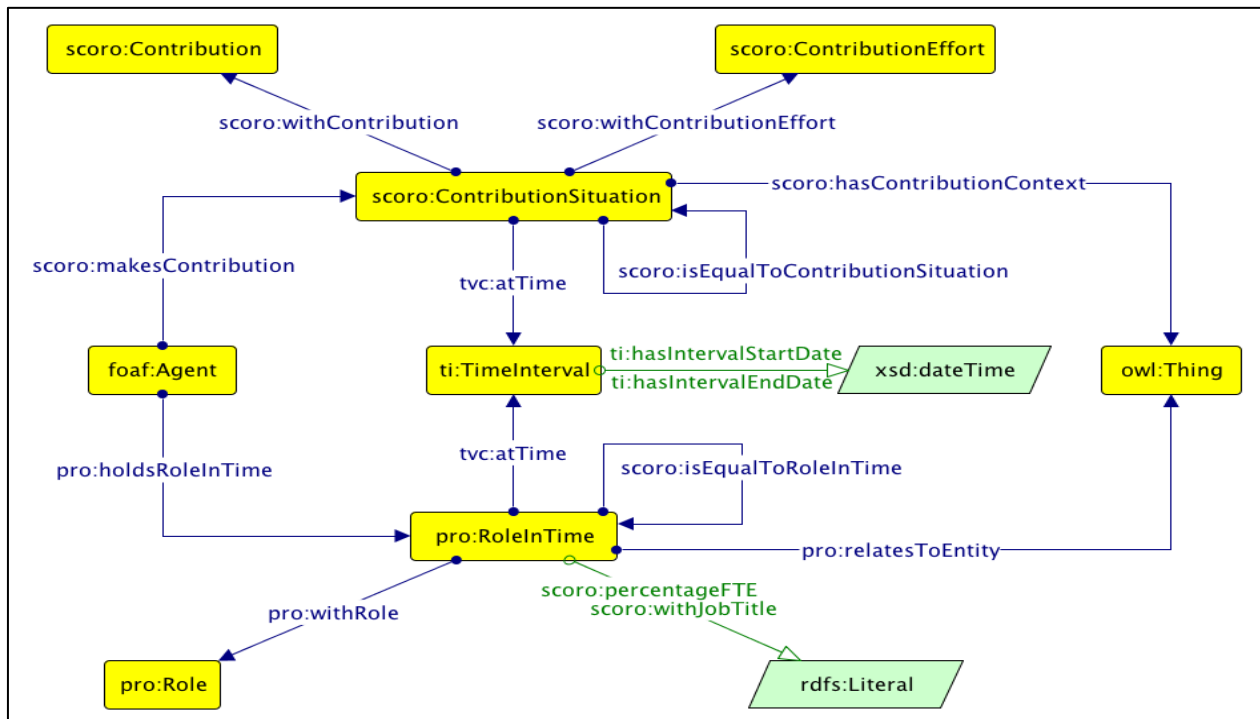 scoro:Contribution
scoro:ContributionEffort
scoro:withContribution
scoro:withContributionEffort
scoro:ContributionSituation
scoro:hasContributionContext
scoro:makesContribution
tvc:atTime
scoro:isEqualToContributionSituation
foaf:Agent
ti:TimeInterval
ti:hasIntervalStartDate
ti:hasIntervalEndDate
xsd:dateTime
owl:Thing
pro:holdsRoleInTime
tvc:atTime
scoro:isEqualToRoleInTime
pro:RoleInTime
pro:relatesToEntity
scoro:percentageFTE
scoro:withJobTitle
pro:withRole
pro:Role
rdfs:Literal